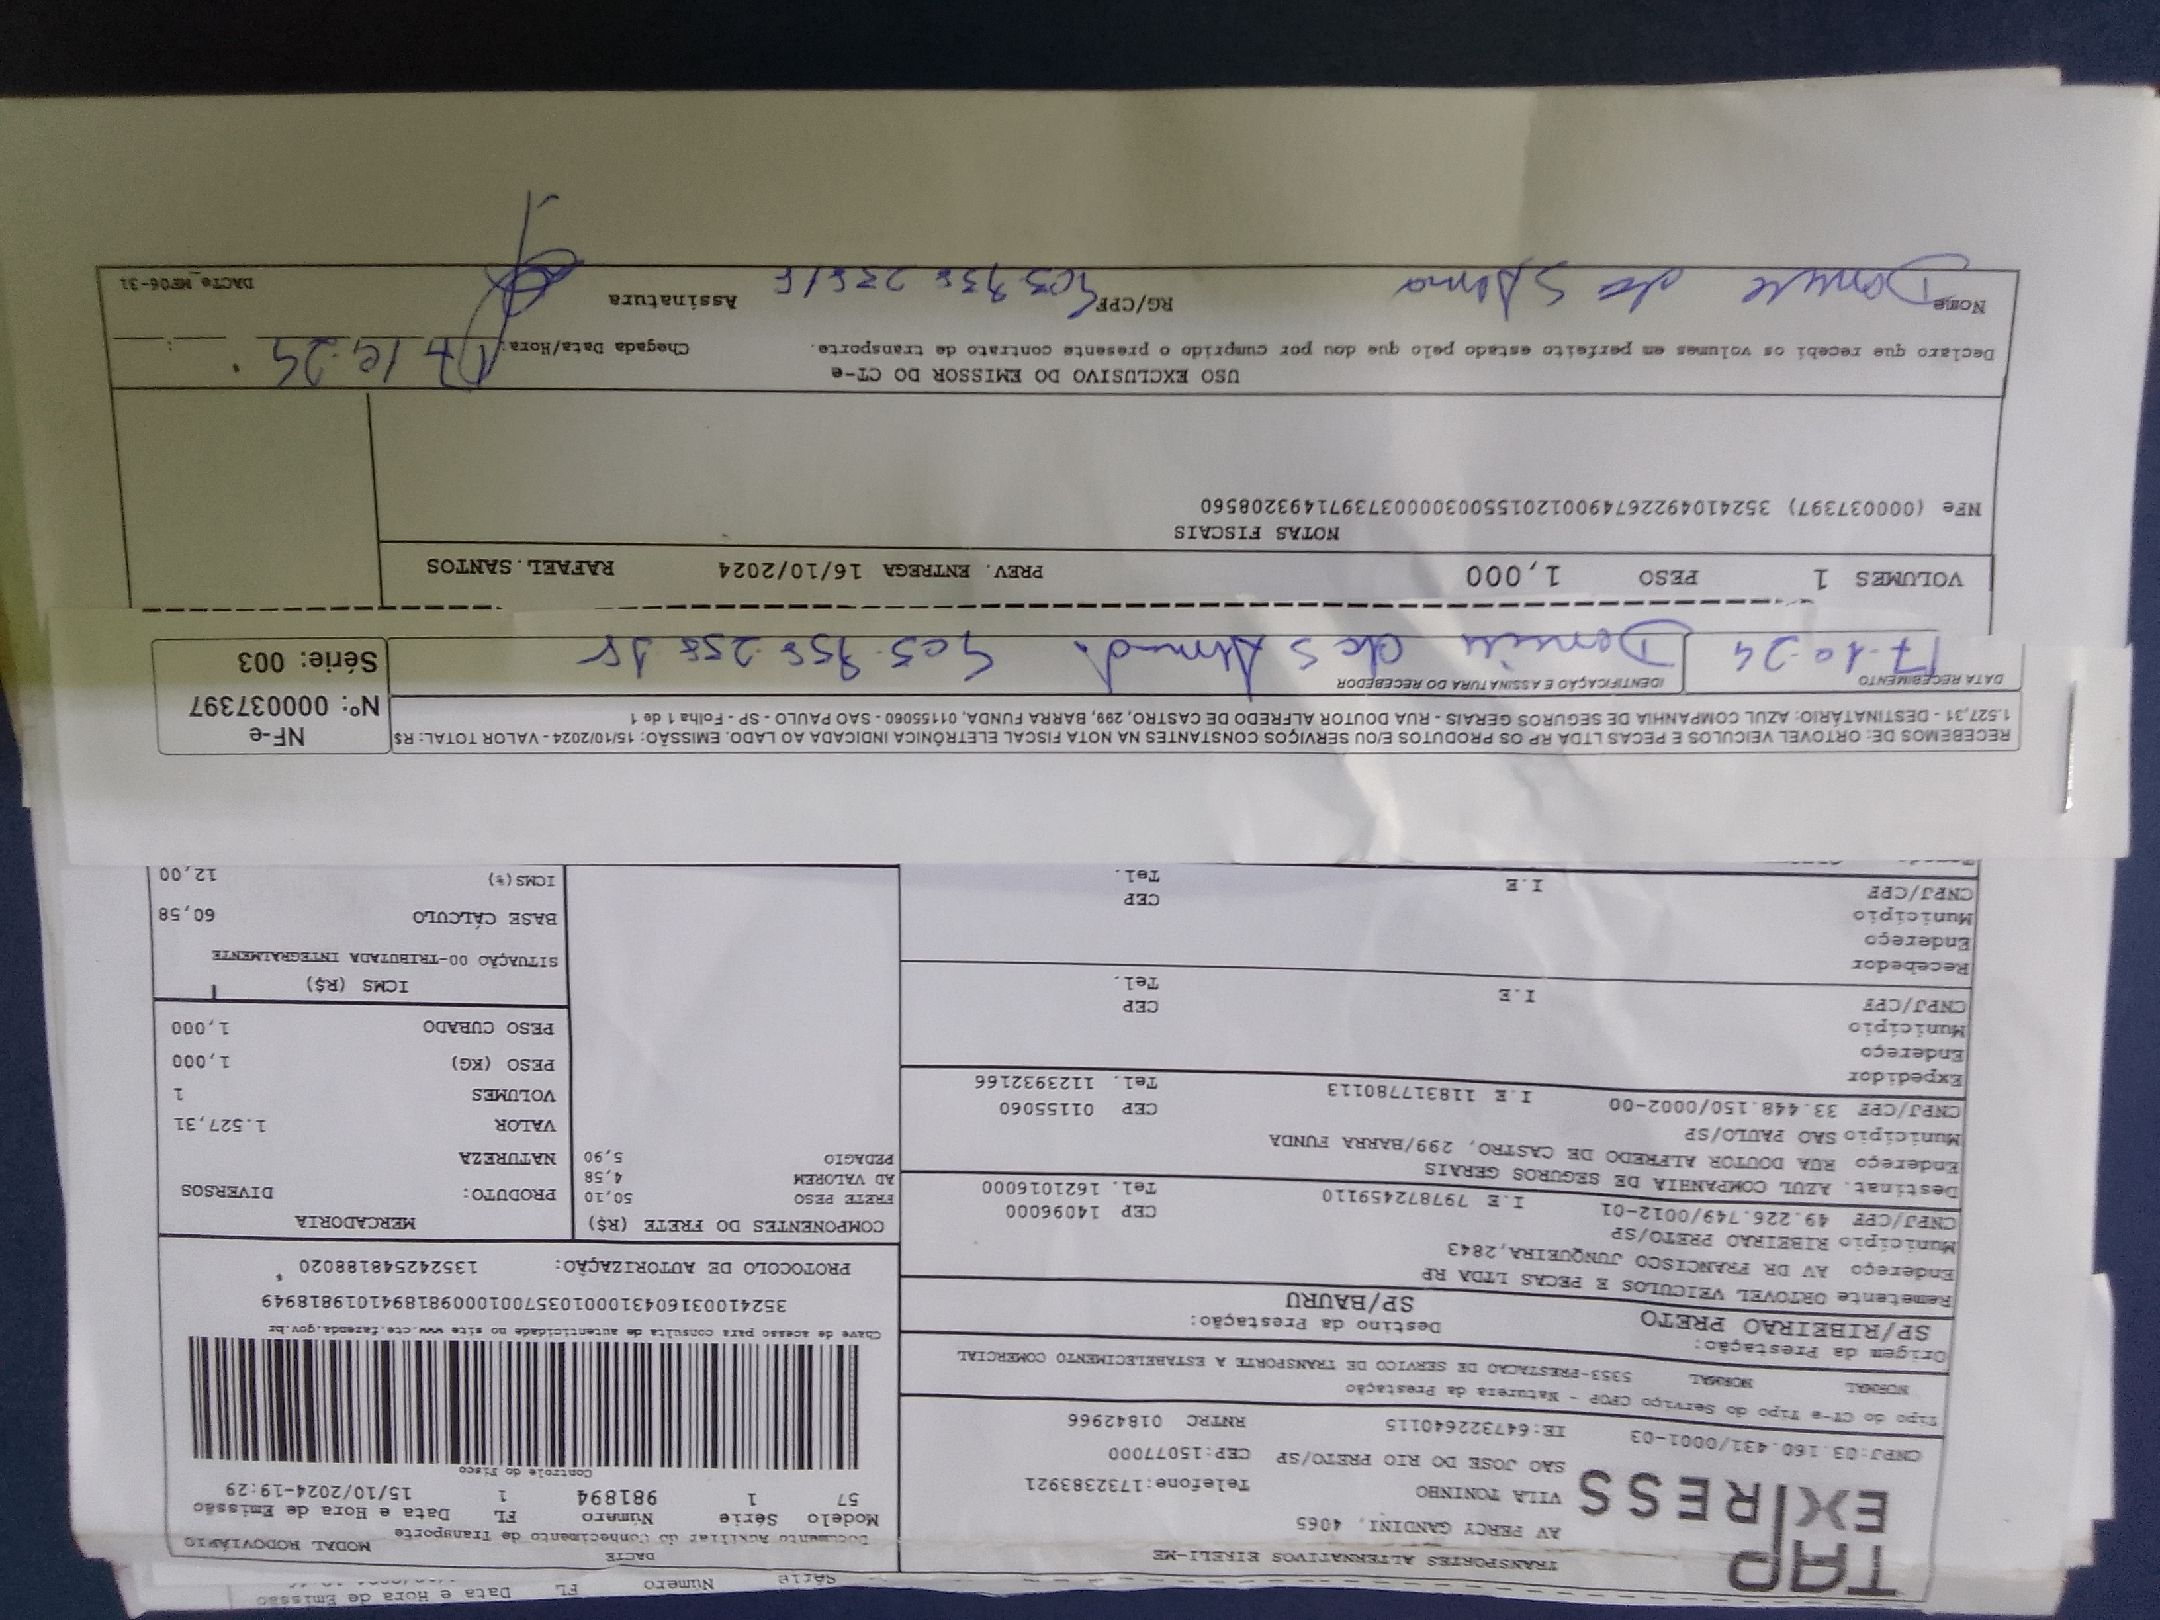 Série Número FL Data e Hora de Emissão
TAP
EXPRESS
TRANSPORTES ALTERNATIVOS EIRELI-ME
AV PERCY GANDINI, 4065
VILA TONINHO Telefone:1732383921
SAO JOSE DO RIO PRETO/SP CEP:15077000
CNPJ:03.160.431/0001-03 IE:647322640115 RNTRC 01842966
DACTE
MODAL RODOVIÁRIO
Documento Auxiliar do Conhecimento de Transporte
Modelo Série Número FL Data e Hora de Emissão
57 1 981894 1 15/10/2024-19:29
Controle do Fisco
Chave de acesso para consulta de autenticidade no site www.cte.fazenda.gov.br
35241003160431000103570010009818941019818949
PROTOCOLO DE AUTORIZAÇÃO: 135242548188020
Tipo do CT-e Tipo do Serviço CFOP - Natureza da Prestação
NORMAL NORMAL 5353-PRESTACAO DE SERVICO DE TRANSPORTE A ESTABELECIMENTO COMERCIAL
Origem da Prestação: Destino da Prestação:
SP/RIBEIRAO PRETO SP/BAURU
Remetente ORTOVEL VEICULOS E PECAS LTDA RP
Endereço AV DR FRANCISCO JUNQUEIRA,2843
Município RIBEIRAO PRETO/SP CEP 14096000
CNPJ/CPF 49.226.749/0012-01 I.E 797872459110 Tel. 1621016000
Destinat. AZUL COMPANHIA DE SEGUROS GERAIS
Endereço RUA DOUTOR ALFREDO DE CASTRO, 299/BARRA FUNDA
Município SAO PAULO/SP CEP 01155060
CNPJ/CPF 33.448.150/0002-00 I.E 118317780113 Tel. 1123932166
Expedidor
Endereço
Município CEP
CNPJ/CPF I.E Tel.
Recebedor
Endereço
Município CEP
CNPJ/CPF I.E Tel.
COMPONENTES DO FRETE (R$)
FRETE PESO 50,10
AD VALOREM 4,58
PEDAGIO 5,90
MERCADORIA
PRODUTO: DIVERSOS
NATUREZA
VALOR 1.527,31
VOLUMES 1
PESO (KG) 1,000
PESO CUBADO 1,000
ICMS (R$)
SITUAÇÃO 00-TRIBUTADA INTEGRALMENTE
BASE CÁLCULO 60,58
ICMS(%) 12,00
RECEBEMOS DE: ORTOVEL VEICULOS E PECAS LTDA RP OS PRODUTOS E/OU SERVIÇOS CONSTANTES NA NOTA FISCAL ELETRÔNICA INDICADA AO LADO. EMISSÃO: 15/10/2024 - VALOR TOTAL: R$
1.527,31 - DESTINATÁRIO: AZUL COMPANHIA DE SEGUROS GERAIS - RUA DOUTOR ALFREDO DE CASTRO, 299, BARRA FUNDA, 01155060 - SAO PAULO - SP - Folha 1 de 1
NF-e
Nº: 000037397
Série: 003
DATA RECEBIMENTO IDENTIFICAÇÃO E ASSINATURA DO RECEBEDOR
17-10-24
VOLUMES 1 PESO 1,000 PREV. ENTREGA 16/10/2024 RAFAEL.SANTOS
NOTAS FISCAIS
NFe (000037397) 35241049226749001201550030000373971493208560
USO EXCLUSIVO DO EMISSOR DO CT-e
Declaro que recebi os volumes em perfeito estado pelo que dou por cumprido o presente contrato de transporte. Chegada Data/Hora: 17 10-24
Nome RG/CPF Assinatura
DACTe_MF06-31